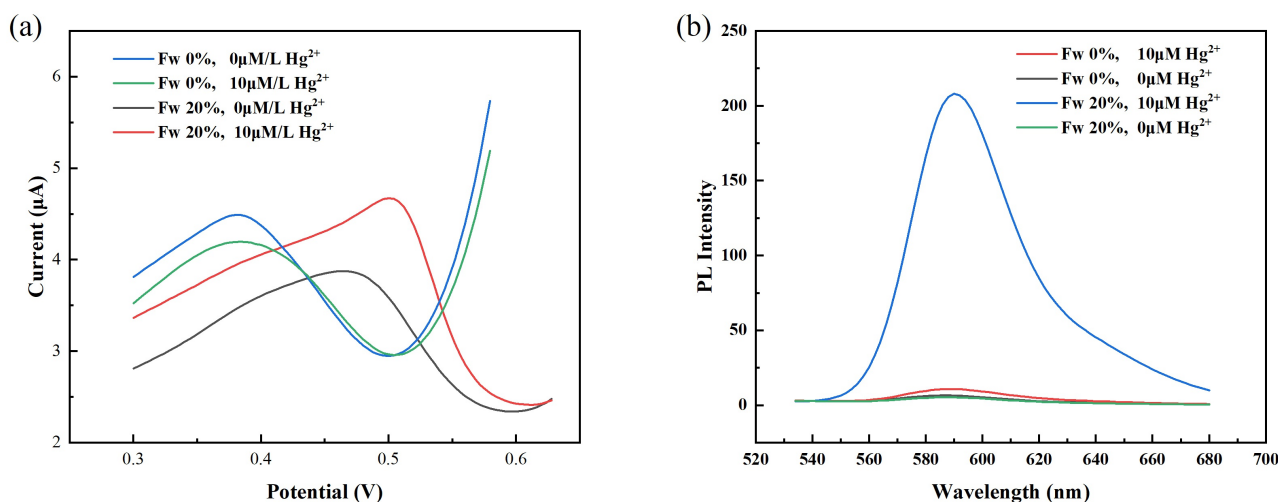 (a)
Fw 0%, 0μM/L Hg²⁺
Fw 0%, 10μM/L Hg²⁺
Fw 20%, 0μM/L Hg²⁺
Fw 20%, 10μM/L Hg²⁺
6
5
4
3
2
Current (μA)
0.3 0.4 0.5 0.6
Potential (V)
(b)
Fw 0%, 10μM Hg²⁺
Fw 0%, 0μM Hg²⁺
Fw 20%, 10μM Hg²⁺
Fw 20%, 0μM Hg²⁺
250
200
150
100
50
0
PL Intensity
520 540 560 580 600 620 640 660 680 700
Wavelength (nm)